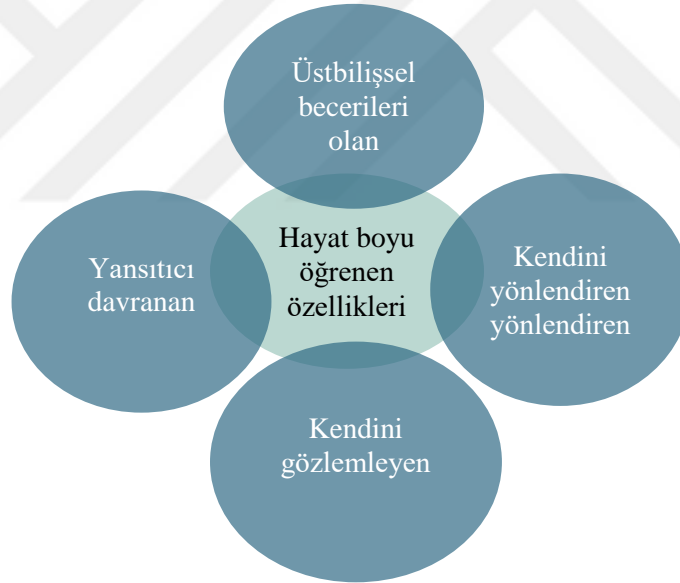 Üstbilişsel
becerileri
olan
Hayat boyu
öğrenen
özellikleri
Yansıtıcı
davranan
Kendini
yönlendiren
yönlendiren
Kendini
gözlemleyen